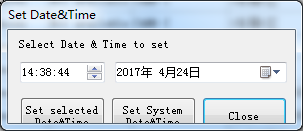 Set Date&Time
Select Date & Time to set
14:38:44 2017年 4月24日
Set selected Set System Close
Date&Time Date&Time